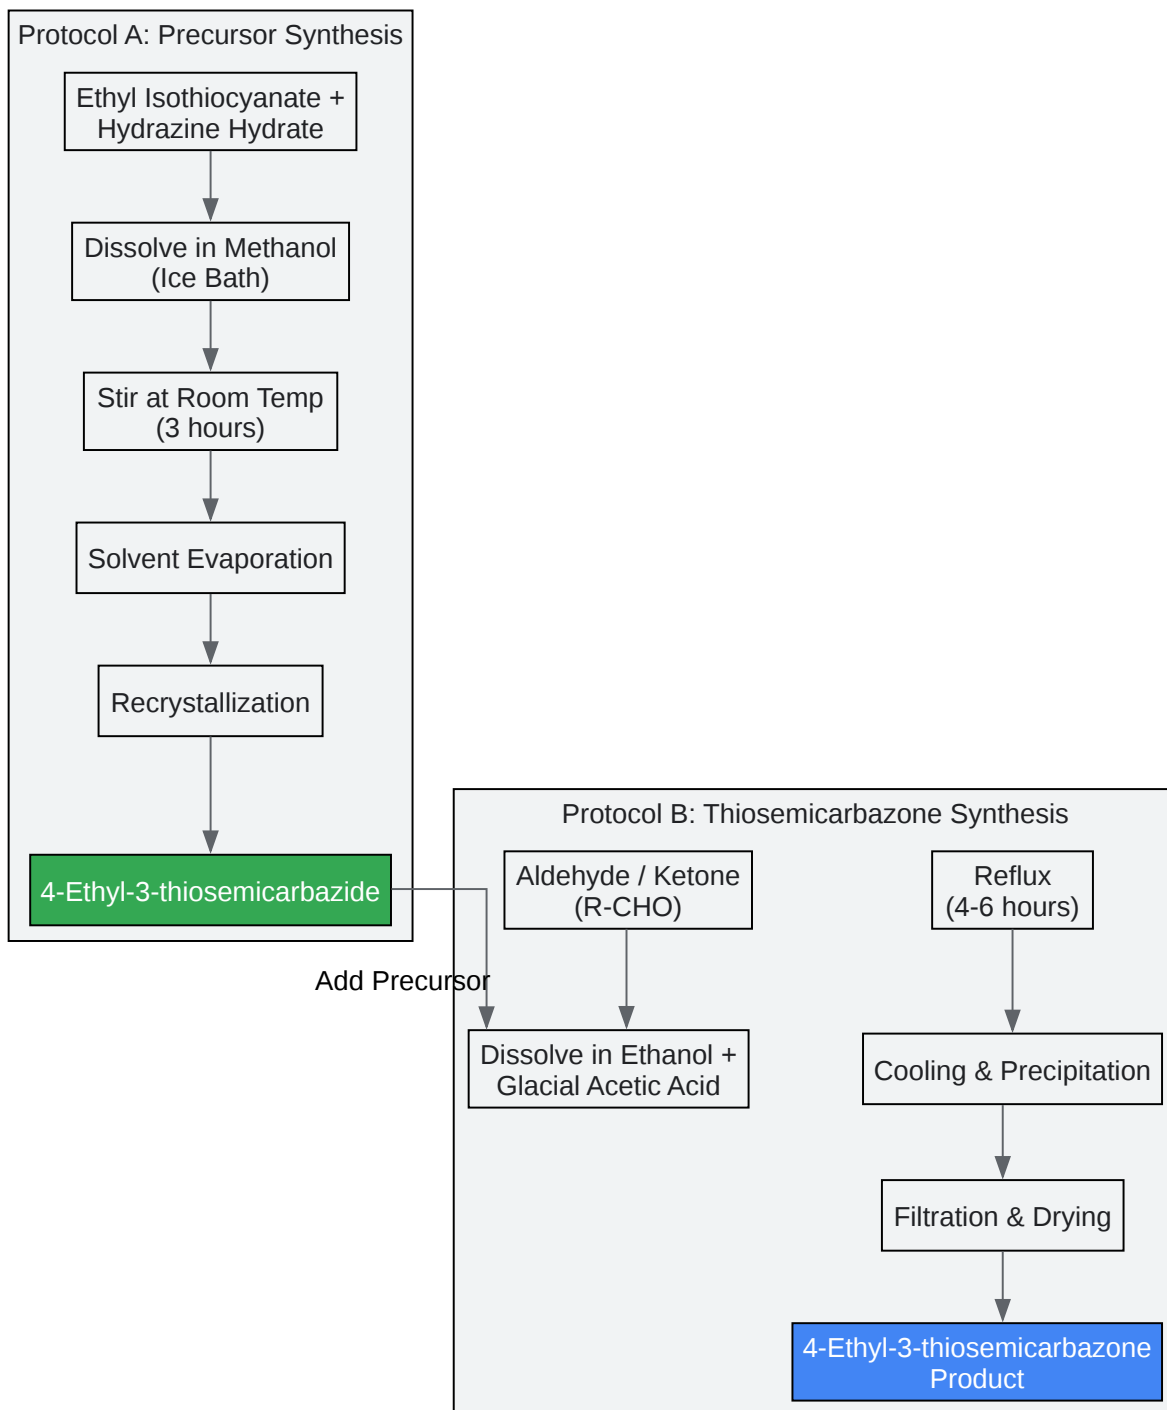 Protocol A: Precursor Synthesis
Ethyl Isothiocyanate +
Hydrazine Hydrate
Dissolve in Methanol
(Ice Bath)
Stir at Room Temp
(3 hours)
Solvent Evaporation
Recrystallization
4-Ethyl-3-thiosemicarbazide
Add Precursor
Protocol B: Thiosemicarbazone Synthesis
Aldehyde / Ketone
(R-CHO)
Dissolve in Ethanol +
Glacial Acetic Acid
Reflux
(4-6 hours)
Cooling & Precipitation
Filtration & Drying
4-Ethyl-3-thiosemicarbazone
Product